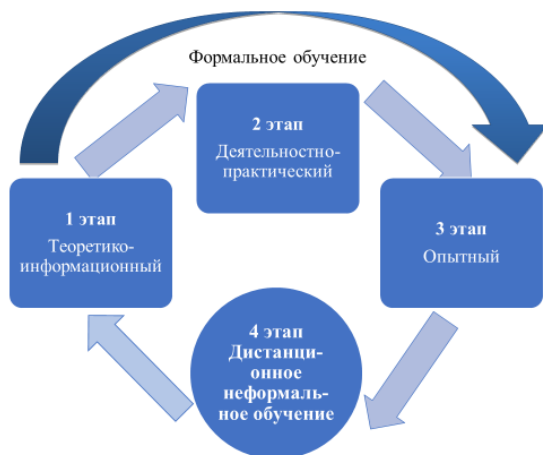 Формальное обучение
2 этап
Деятельностно-
практический
1 этап
Теоретико-
информационный
3 этап
Опытный
4 этап
Дистанци-
онное
неформаль-
ное обучение